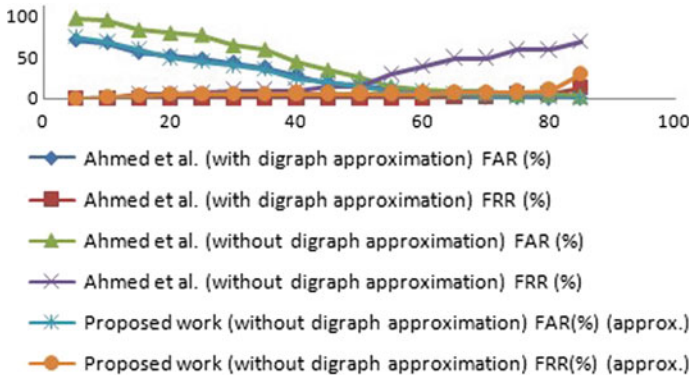 100
50
0
0 20 40 60 80 100
Ahmed et al. (with digraph approximation) FAR (%)
Ahmed et al. (with digraph approximation) FRR (%)
Ahmed et al. (without digraph approximation) FAR (%)
Ahmed et al. (without digraph approximation) FRR (%)
Proposed work (without digraph approximation) FAR(%) (approx.)
Proposed work (without digraph approximation) FRR(%) (approx.)